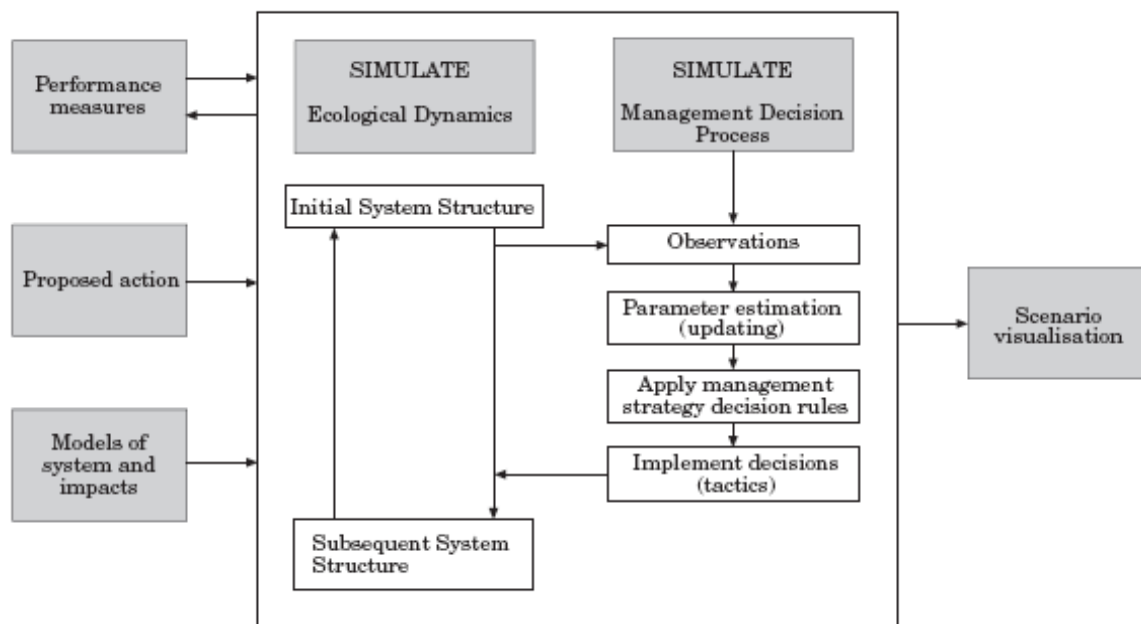 Performance
measures
SIMULATE
Ecological Dynamics
SIMULATE
Management Decision
Process
Initial System Structure
Observations
Proposed action
Parameter estimation
(updating)
Scenario
visualisation
Apply management
strategy decision rules
Models of
system and
impacts
Implement decisions
(tactics)
Subsequent System
Structure